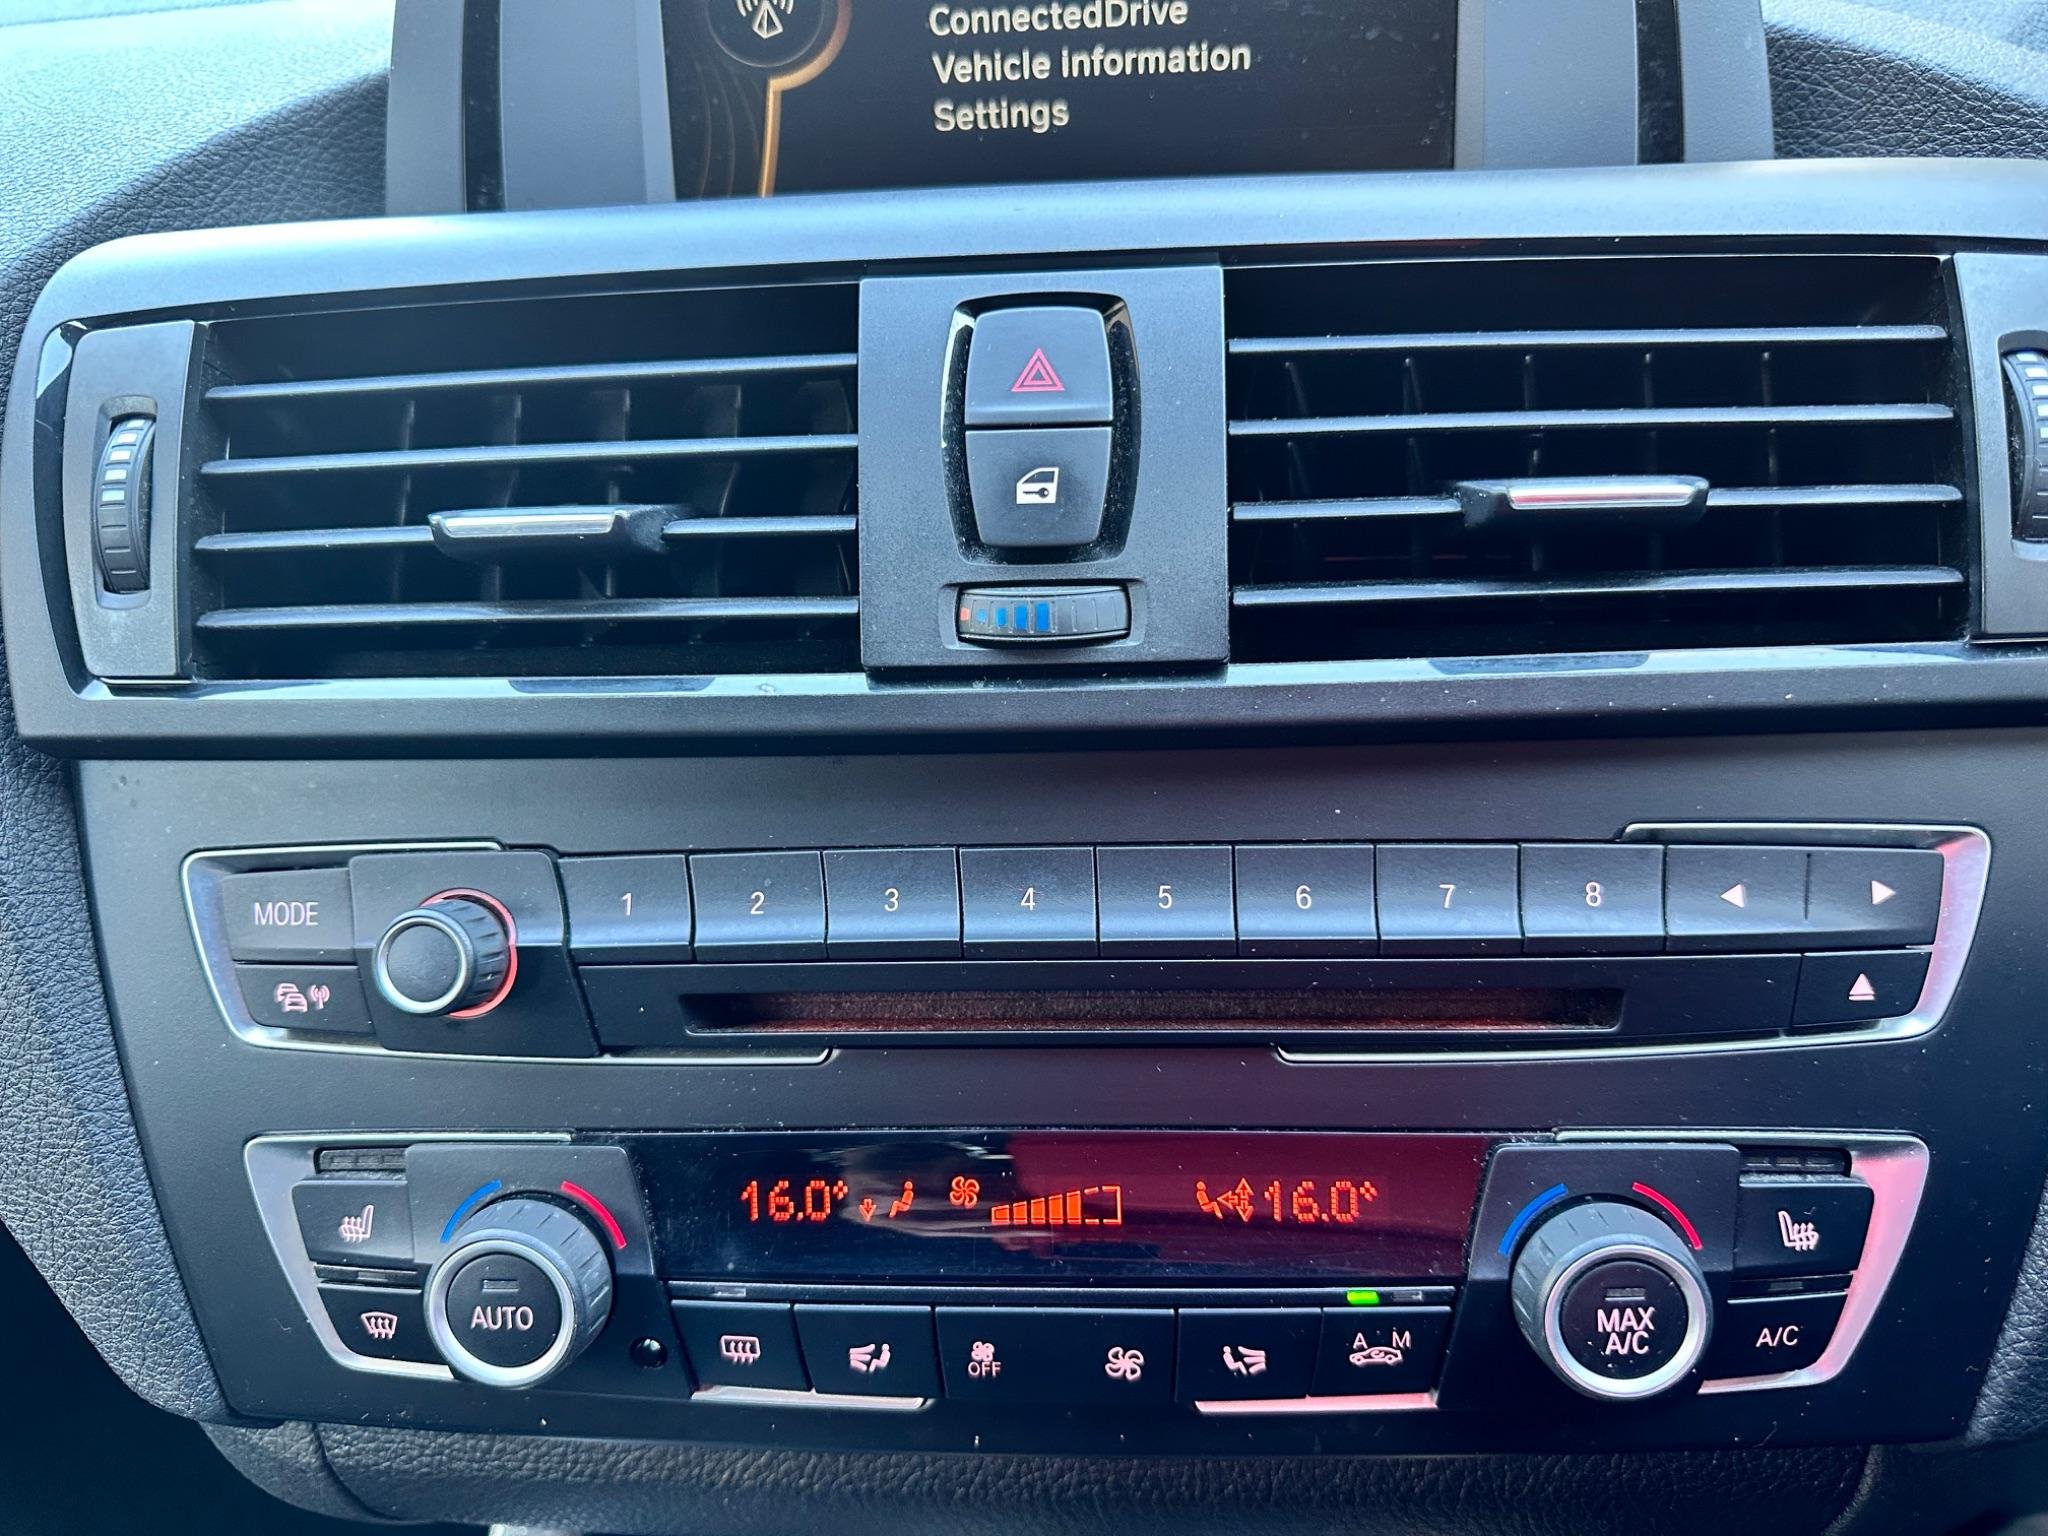 ConnectedDrive
Vehicle information
Settings
MODE
1 2 3 4 5 6 7 8
16.0° 16.0°
AUTO
OFF
A M
MAX
A/C
A/C